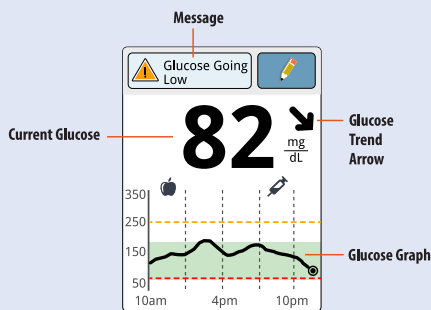 Message
Glucose Going
Low
Current Glucose
82
mg
dL
Glucose
Trend
Arrow
350
250
150
50
Glucose Graph
10am
4pm
10pm